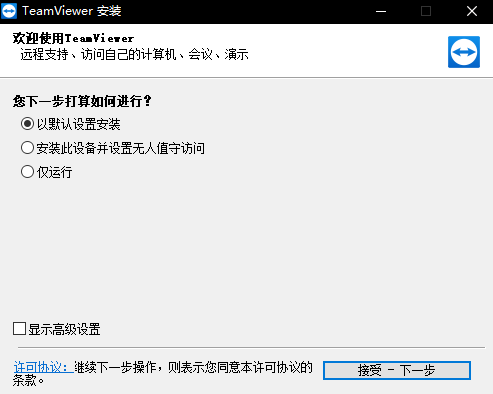 TeamViewer 安装
欢迎使用TeamViewer
远程支持、访问自己的计算机、会议、演示
您下一步打算如何进行？
以默认设置安装
安装此设备并设置无人值守访问
仅运行
显示高级设置
许可协议：继续下一步操作，则表示您同意本许可协议的
条款。
接受 - 下一步